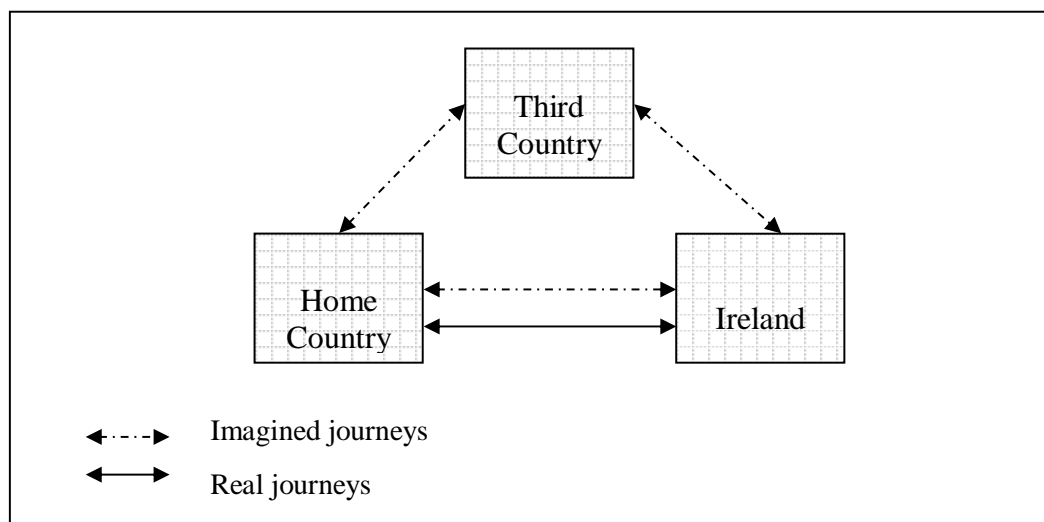 Third
Country
Home
Country
Ireland
Imagined journeys
Real journeys